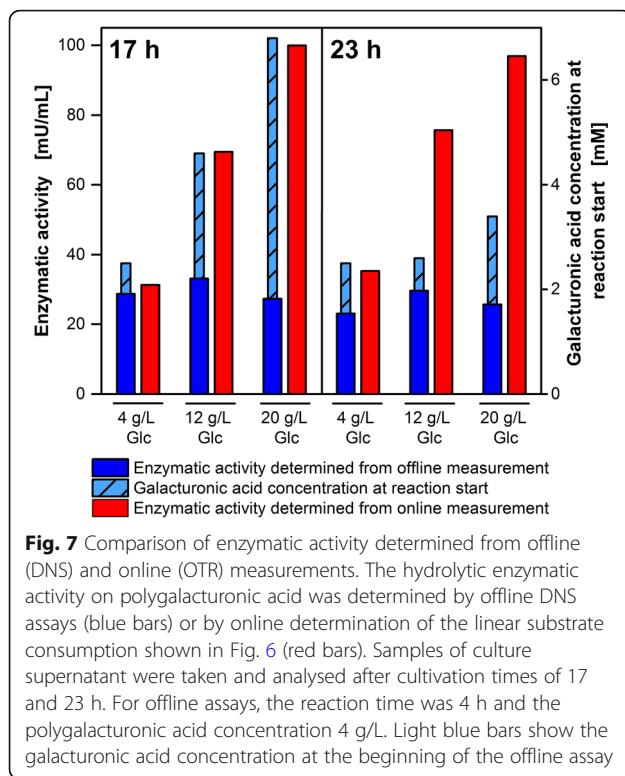 17 h
23 h
100
80
60
40
20
0
Enzymatic activity [mU/mL]
6
4
2
0
Galacturonic acid concentration at
reaction start [mM]
4 g/L 12 g/L 20 g/L 4 g/L 12 g/L 20 g/L
Glc Glc Glc Glc Glc Glc
Enzymatic activity determined from offline measurement
Galacturonic acid concentration at reaction start
Enzymatic activity determined from online measurement
Fig. 7 Comparison of enzymatic activity determined from offline
(DNS) and online (OTR) measurements. The hydrolytic enzymatic
activity on polygalacturonic acid was determined by offline DNS
assays (blue bars) or by online determination of the linear substrate
consumption shown in Fig. 6 (red bars). Samples of culture
supernatant were taken and analysed after cultivation times of 17
and 23 h. For offline assays, the reaction time was 4 h and the
polygalacturonic acid concentration 4 g/L. Light blue bars show the
galacturonic acid concentration at the beginning of the offline assay